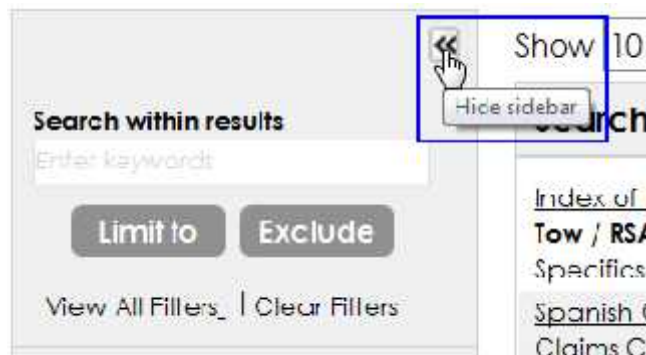 Show 10
Hide sidebar
Search
Search within results
Enter keywords
Limit to Exclude
View All Filters | Clear Filters
Index of
Tow / RSA
Specifics
Spanish
Claims C